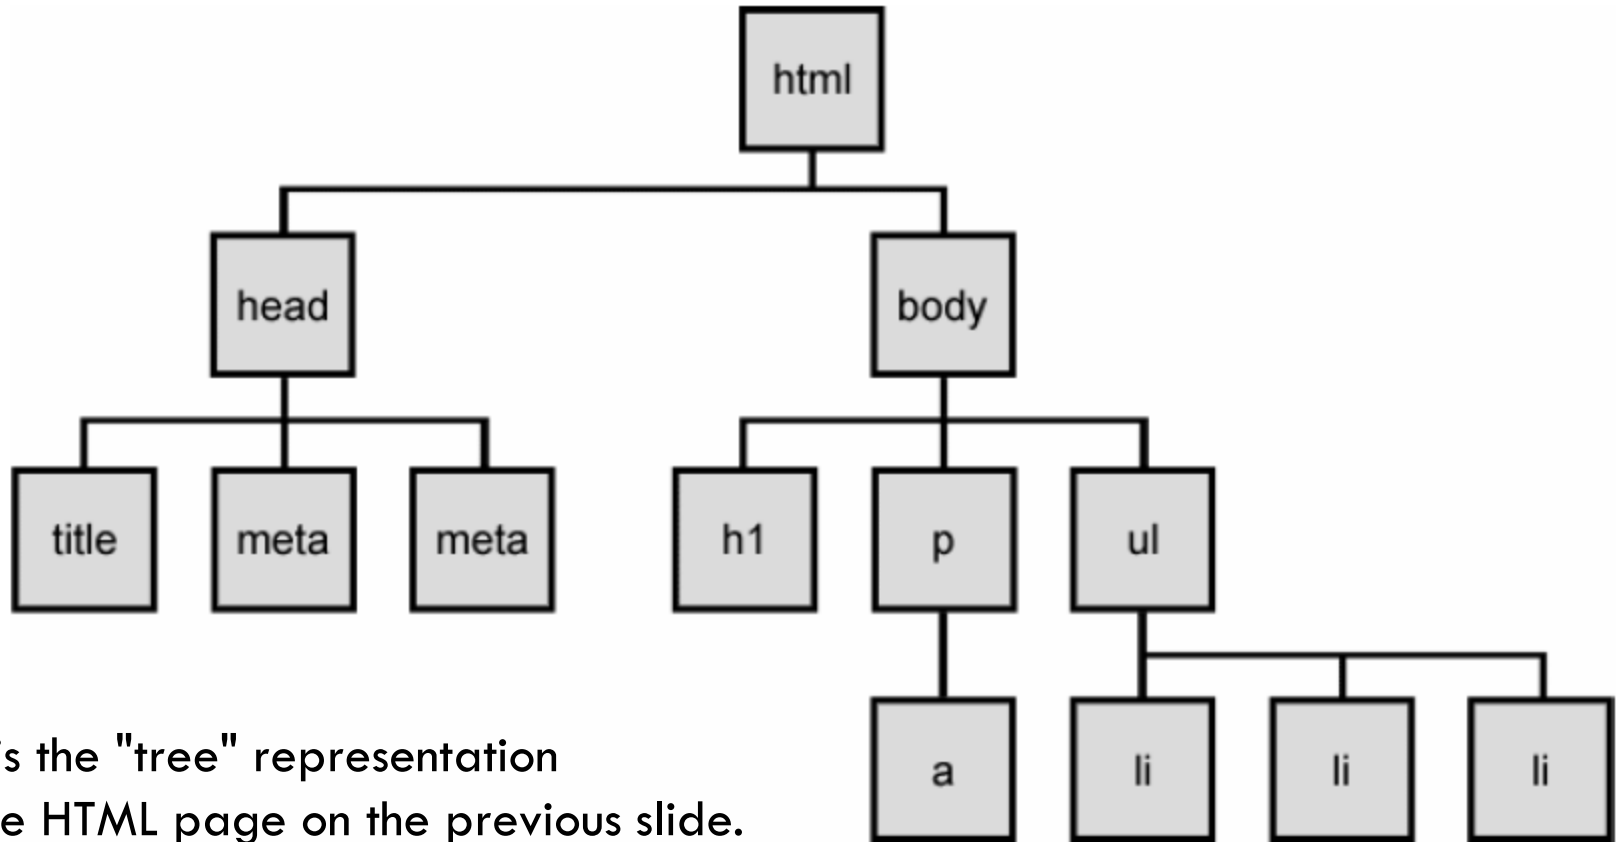 html
head body
title meta meta h1 p ul
a li li li
s the "tree" representation
e HTML page on the previous slide.